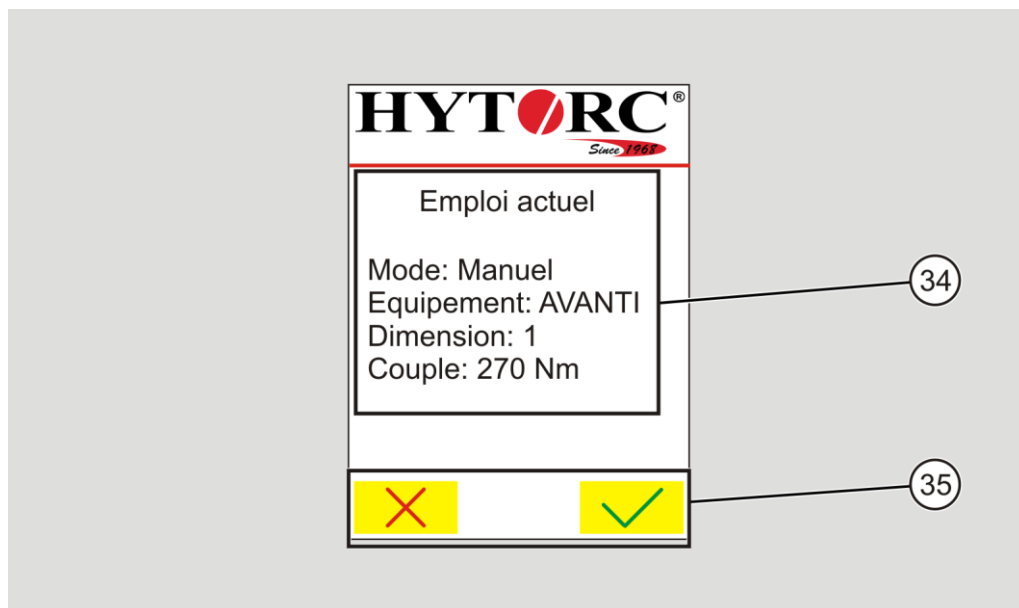 HYTORC®
Since 1968
Emploi actuel
Mode: Manuel
Equipement: AVANTI
Dimension: 1
Couple: 270 Nm
34
35